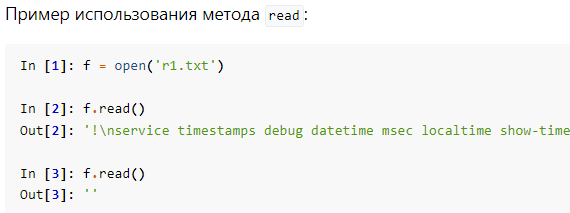 Пример использования метода read:
In [1]: f = open('r1.txt')
In [2]: f.read()
Out[2]: '!\nservice timestamps debug datetime msec localtime show-time
In [3]: f.read()
Out[3]: ''